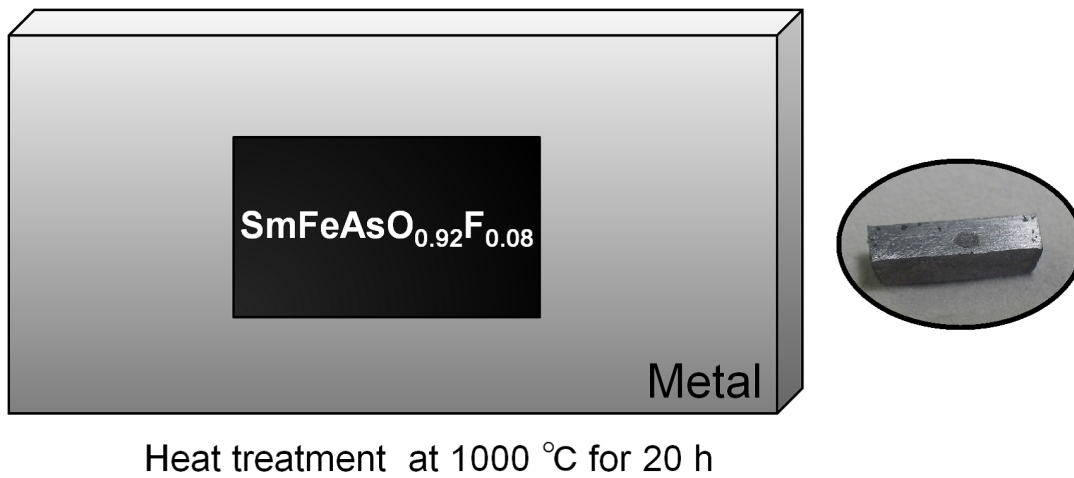 SmFeAsO₀.₉₂F₀.₀₈
Metal
Heat treatment at 1000 ℃ for 20 h